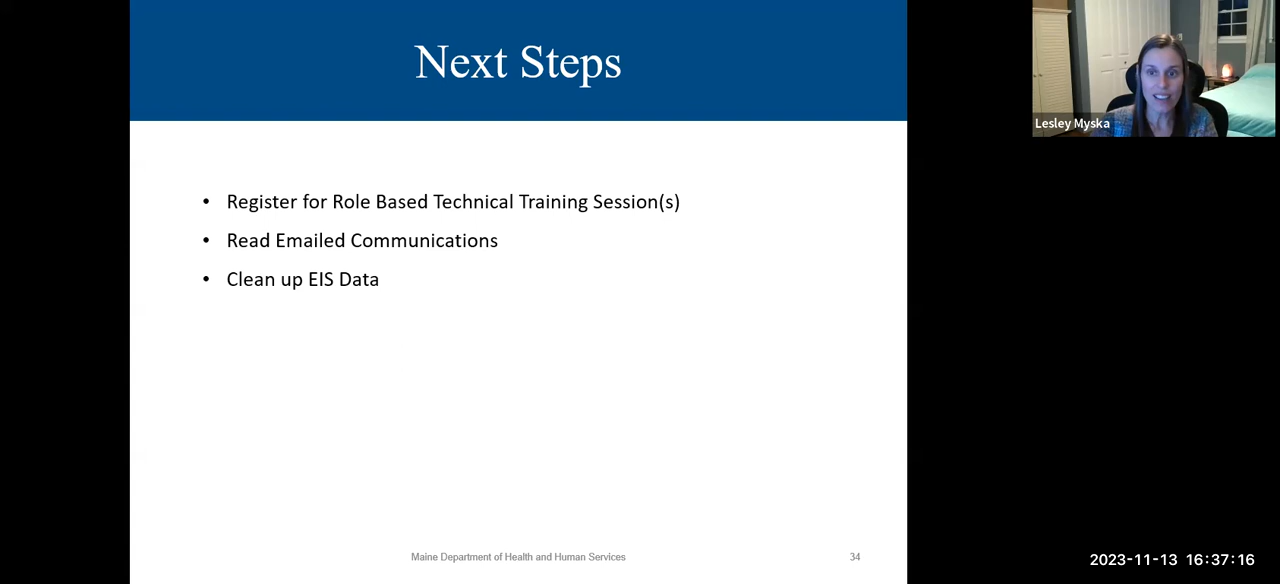 Next Steps
Lesley Myska
• Register for Role Based Technical Training Session(s)
• Read Emailed Communications
• Clean up EIS Data
Maine Department of Health and Human Services
34
2023-11-13 16:37:16